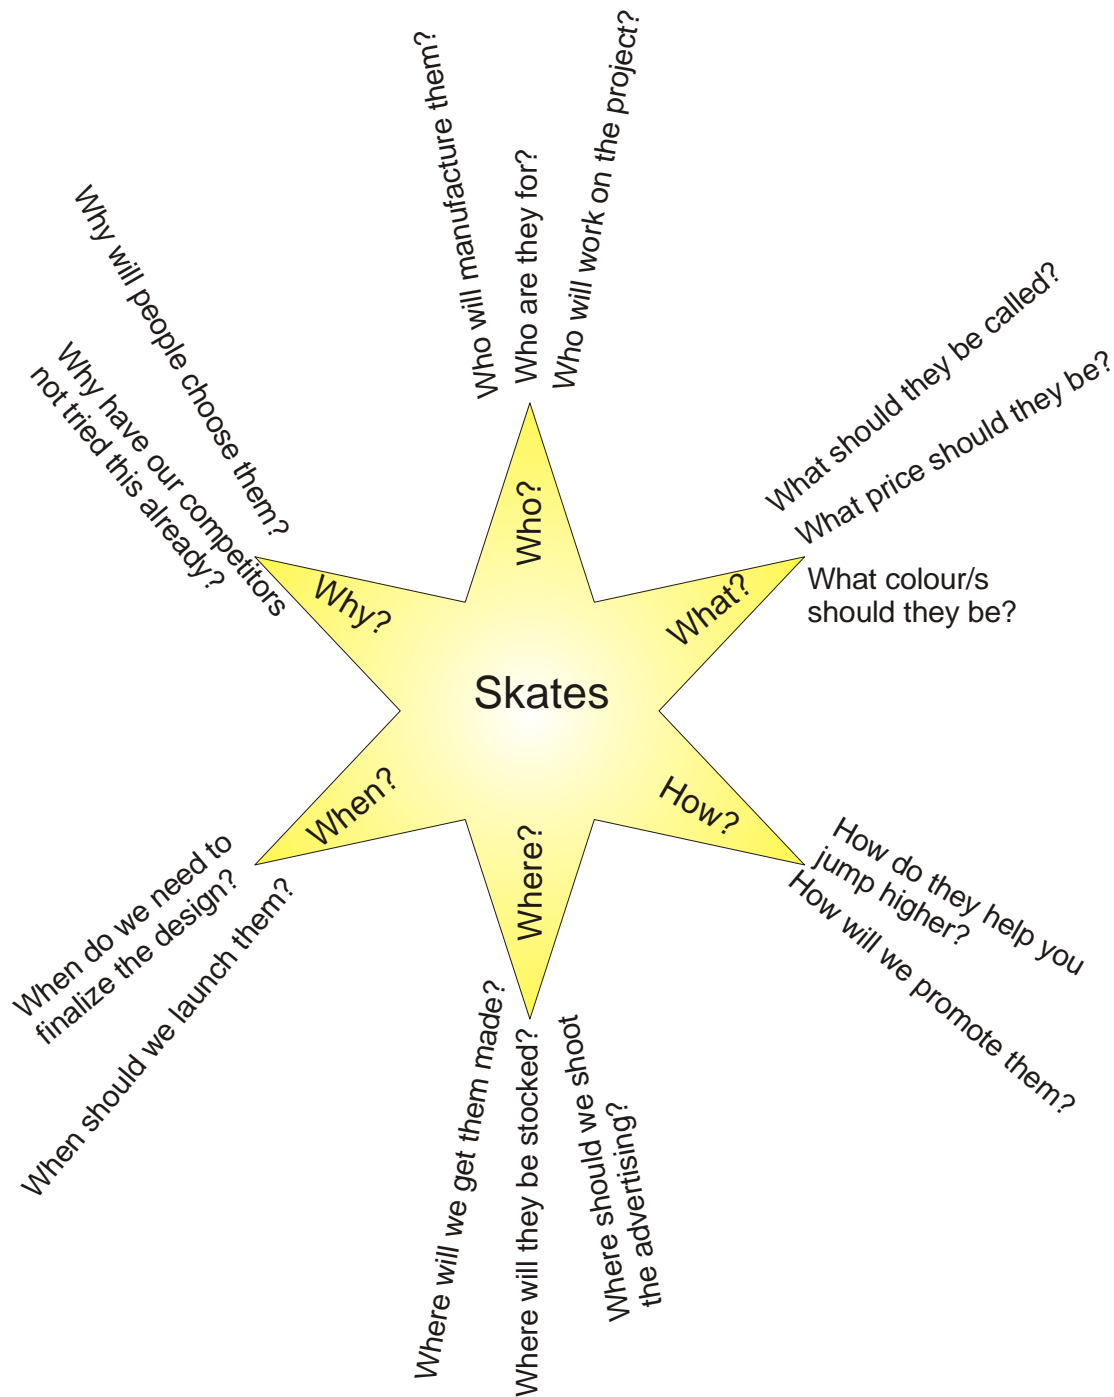 Who will manufacture them?
Who are they for?
Who will work on the project?
Why will people choose them?
Why have our competitors
not tried this already?
What should they be called?
What price should they be?
What colour/s
should they be?
Who?
Why?
What?
Skates
When?
How?
Where?
When do we need to
finalize the design?
When should we launch them?
How do they help you
jump higher?
How will we promote them?
Where will we get them made?
Where will they be stocked?
Where should we shoot
the advertising?